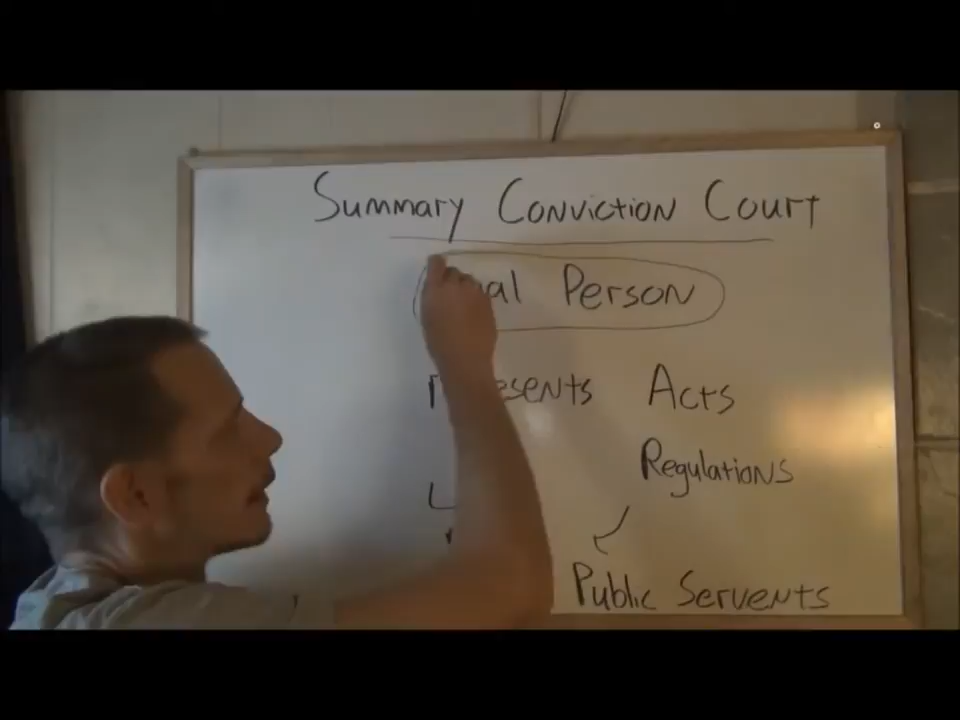 Summary Conviction Court
Person
Acts
Regulations
Public Servents